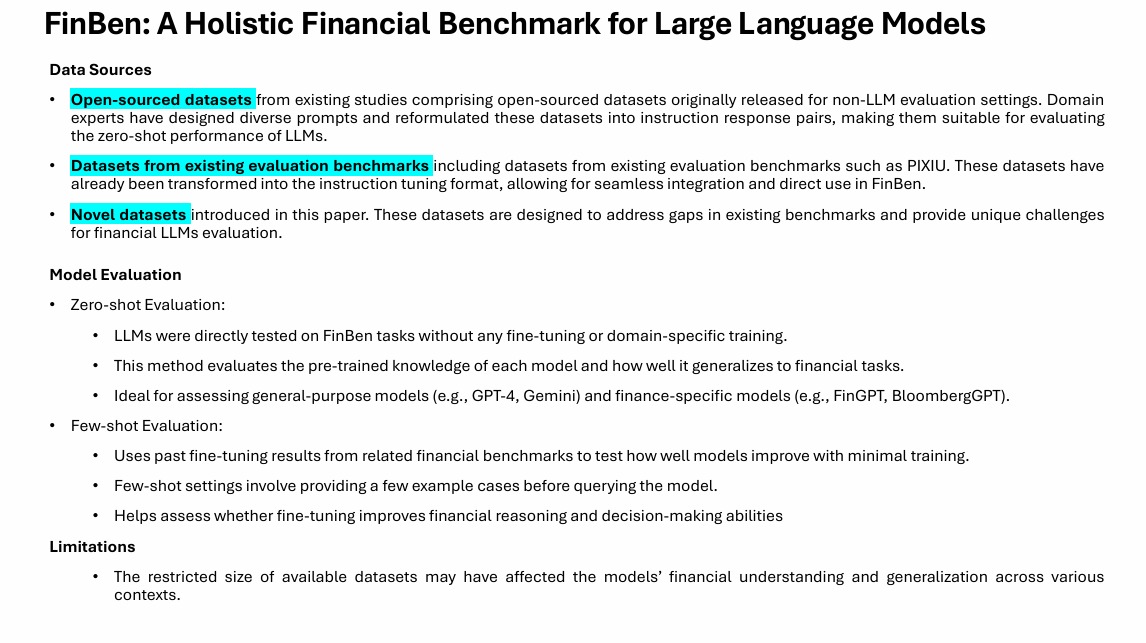 FinBen: A Holistic Financial Benchmark for Large Language Models
Data Sources
• Open-sourced datasets from existing studies comprising open-sourced datasets originally released for non-LLM evaluation settings. Domain
experts have designed diverse prompts and reformulated these datasets into instruction response pairs, making them suitable for evaluating
the zero-shot performance of LLMs.
• Datasets from existing evaluation benchmarks including datasets from existing evaluation benchmarks such as PIXIU. These datasets have
already been transformed into the instruction tuning format, allowing for seamless integration and direct use in FinBen.
• Novel datasets introduced in this paper. These datasets are designed to address gaps in existing benchmarks and provide unique challenges
for financial LLMs evaluation.
Model Evaluation
• Zero-shot Evaluation:
• LLMs were directly tested on FinBen tasks without any fine-tuning or domain-specific training.
• This method evaluates the pre-trained knowledge of each model and how well it generalizes to financial tasks.
• Ideal for assessing general-purpose models (e.g., GPT-4, Gemini) and finance-specific models (e.g., FinGPT, BloombergGPT).
• Few-shot Evaluation:
• Uses past fine-tuning results from related financial benchmarks to test how well models improve with minimal training.
• Few-shot settings involve providing a few example cases before querying the model.
• Helps assess whether fine-tuning improves financial reasoning and decision-making abilities
Limitations
• The restricted size of available datasets may have affected the models’ financial understanding and generalization across various
contexts.